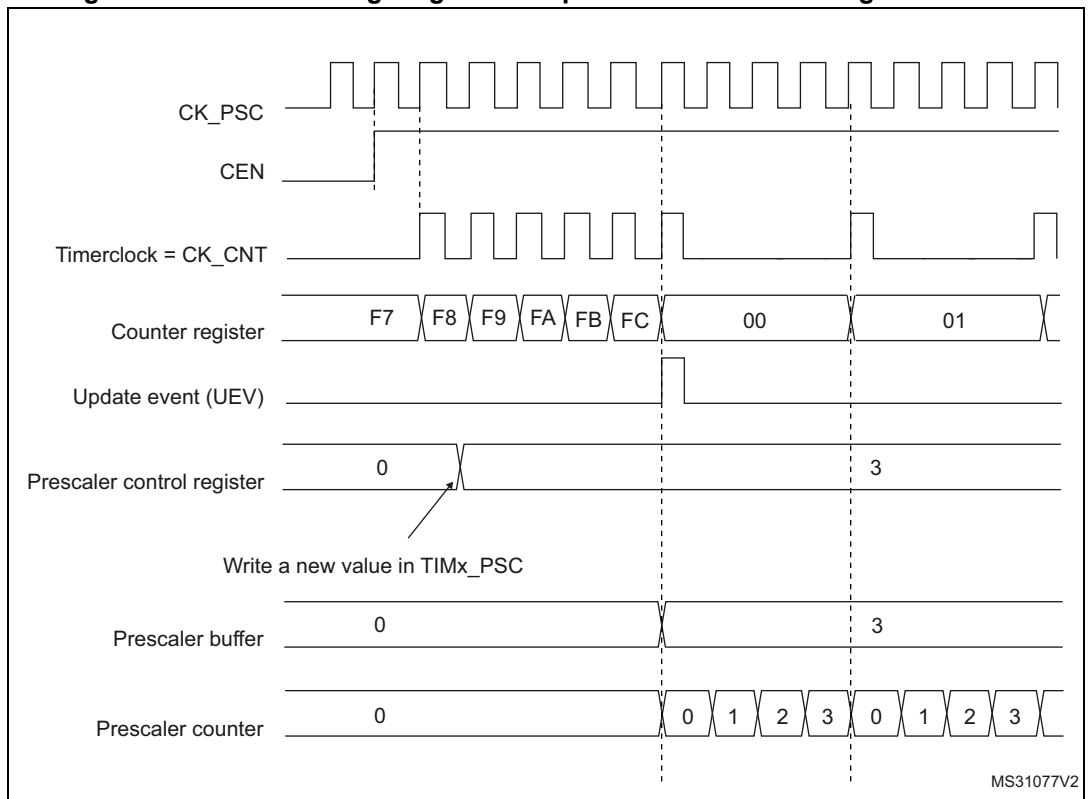 CK_PSC
CEN
Timerclock = CK_CNT
Counter register F7 F8 F9 FA FB FC 00 01
Update event (UEV)
Prescaler control register 0 3
Write a new value in TIMx_PSC
Prescaler buffer 0 3
Prescaler counter 0 0 1 2 3 0 1 2 3
MS31077V2